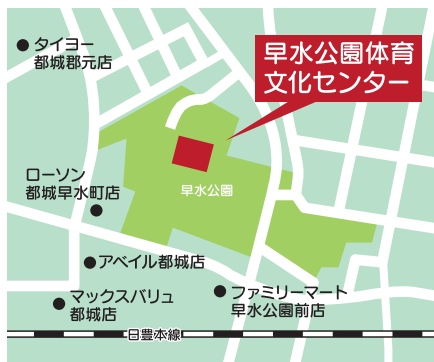 タイヨー
都城郡元店
早水公園体育
文化センター
ローソン
都城早水町店
早水公園
アベイル都城店
マックスバリュ
都城店
ファミリーマート
早水公園前店
日豊本線